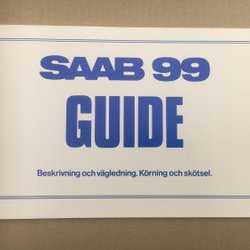 SAAB 99
GUIDE
Beskrivning och vägledning. Körning och skötsel.